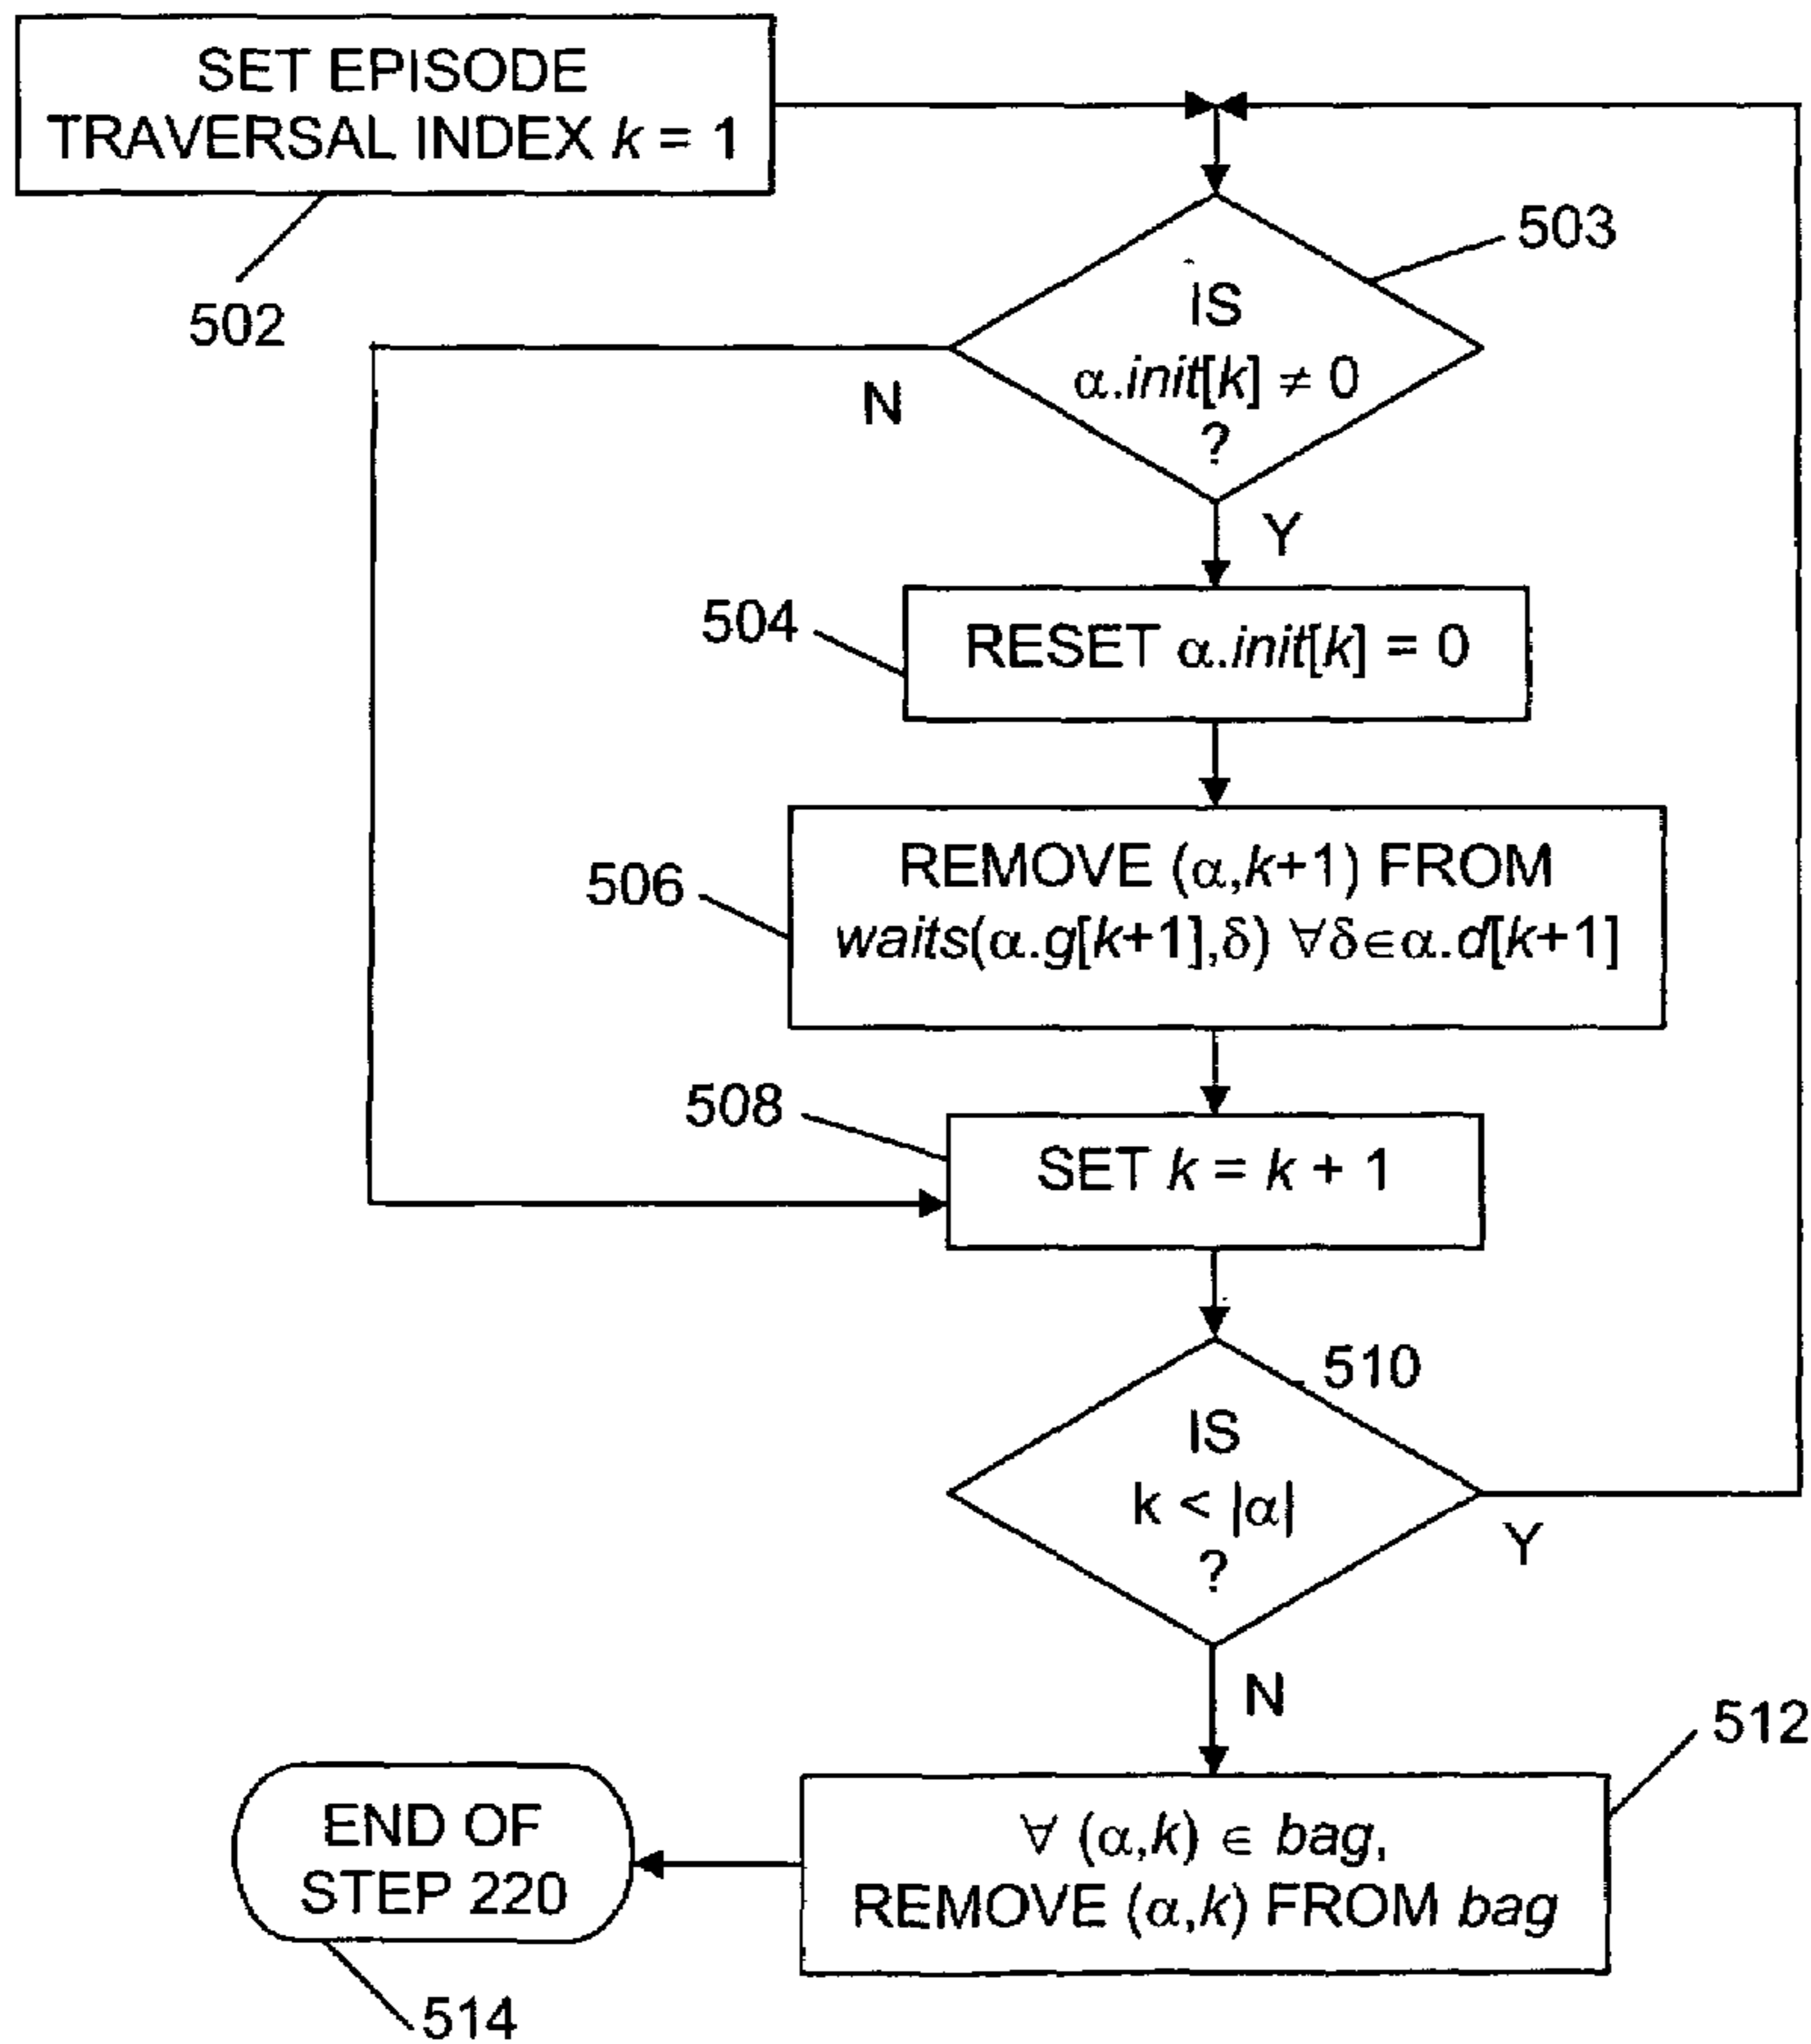 SET EPISODE
TRAVERSAL INDEX k = 1
502
503
IS
α.init[k] ≠ 0
?
N
Y
504
RESET α.init[k] = 0
506
REMOVE (α,k+1) FROM
waits(α.g[k+1],δ) ∀δ∈α.d[k+1]
508
SET k = k + 1
510
IS
k < |α|
?
Y
N
512
∀ (α,k) ∈ bag,
REMOVE (α,k) FROM bag
END OF
STEP 220
514